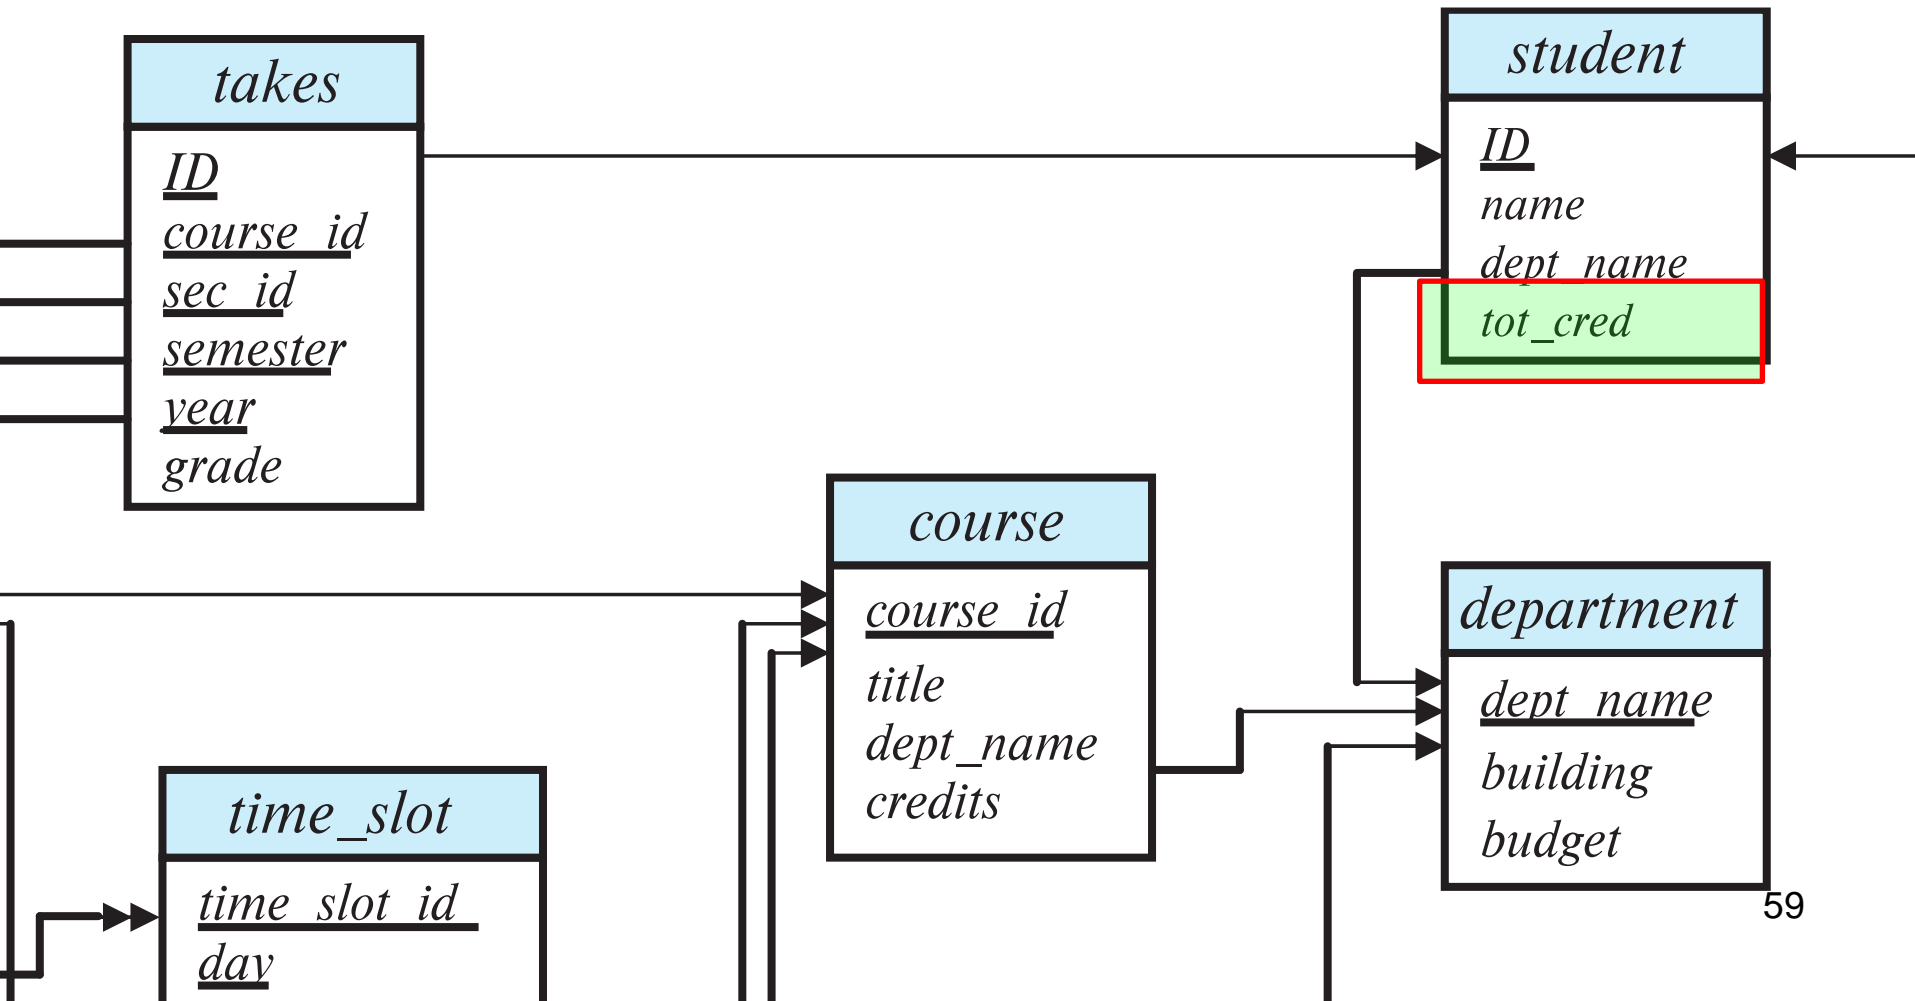 takes
ID
course_id
sec_id
semester
year
grade
student
ID
name
dept_name
tot_cred
course
course_id
title
dept_name
credits
department
dept_name
building
budget
time_slot
time_slot_id
day
59